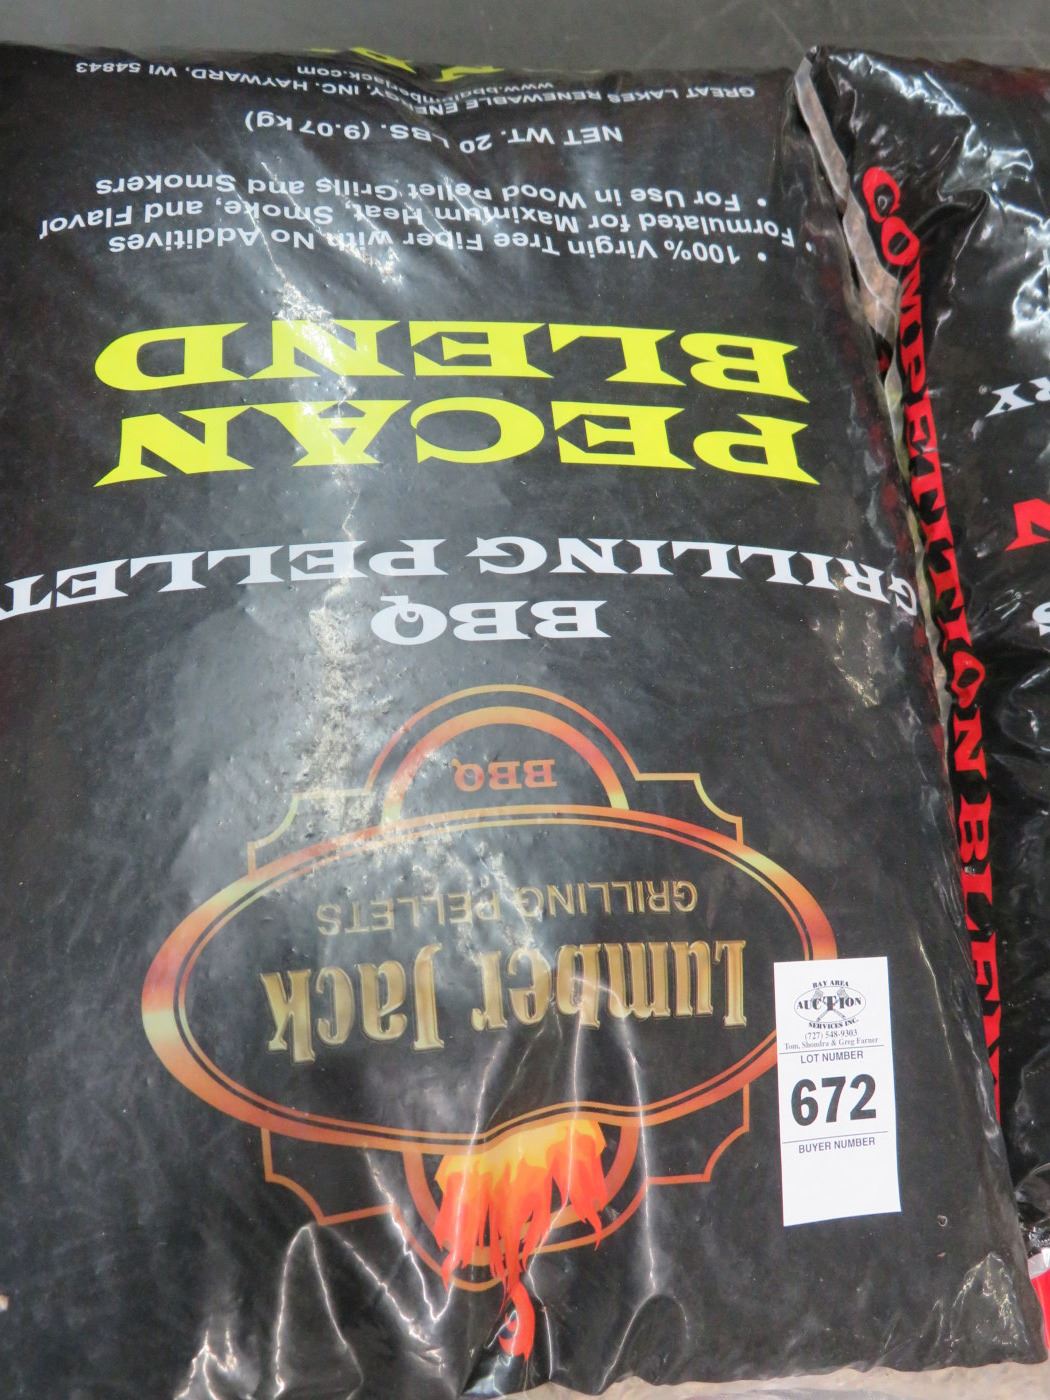 Lumber Jack
GRILLING PELLETS
BBQ
BBQ
GRILLING PELLET
PECAN
BLEND
• 100% Virgin Tree Fiber with No Additives
• Formulated for Maximum Heat, Smoke, and Flavor
• For Use in Wood Pellet Grills and Smokers
NET WT. 20 LBS. (9.07kg)
GREAT LAKES RENEWABLE ENERGY, INC. HAYWARD, WI 54843
COMPETITION BLEN
BAY AREA
AUCTION
SERVICES INC.
(727) 548-9303
Tom, Shondra & Greg Farner
LOT NUMBER
672
BUYER NUMBER